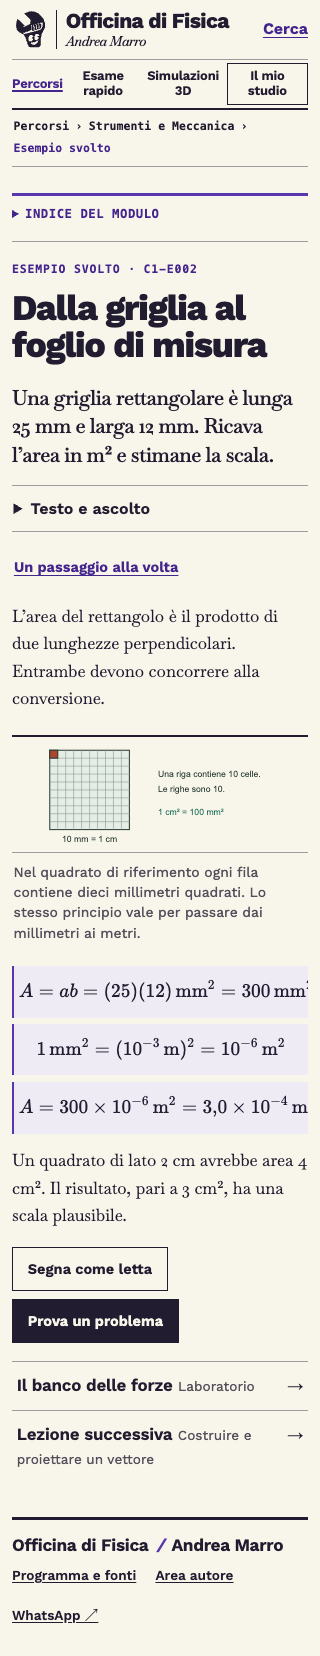 Officina di Fisica
Andrea Marro
Cerca
Percorsi
Esame rapido
Simulazioni 3D
Il mio studio
Percorsi › Strumenti e Meccanica ›
Esempio svolto
▶ INDICE DEL MODULO
ESEMPIO SVOLTO · C1–E002
Dalla griglia al
foglio di misura
Una griglia rettangolare è lunga
25 mm e larga 12 mm. Ricava
l’area in m² e stimane la scala.
▶ Testo e ascolto
Un passaggio alla volta
L’area del rettangolo è il prodotto di
due lunghezze perpendicolari.
Entrambe devono concorrere alla
conversione.
Una riga contiene 10 celle.
Le righe sono 10.
1 cm² = 100 mm²
10 mm = 1 cm
Nel quadrato di riferimento ogni fila
contiene dieci millimetri quadrati. Lo
stesso principio vale per passare dai
millimetri ai metri.
A = ab = (25)(12) mm² = 300 mm²
1 mm² = (10⁻³ m)² = 10⁻⁶ m²
A = 300 × 10⁻⁶ m² = 3,0 × 10⁻⁴ m
Un quadrato di lato 2 cm avrebbe area 4
cm². Il risultato, pari a 3 cm², ha una
scala plausibile.
Segna come letta
Prova un problema
Il banco delle forze Laboratorio →
Lezione successiva Costruire e →
proiettare un vettore
Officina di Fisica / Andrea Marro
Programma e fonti Area autore
WhatsApp ↗